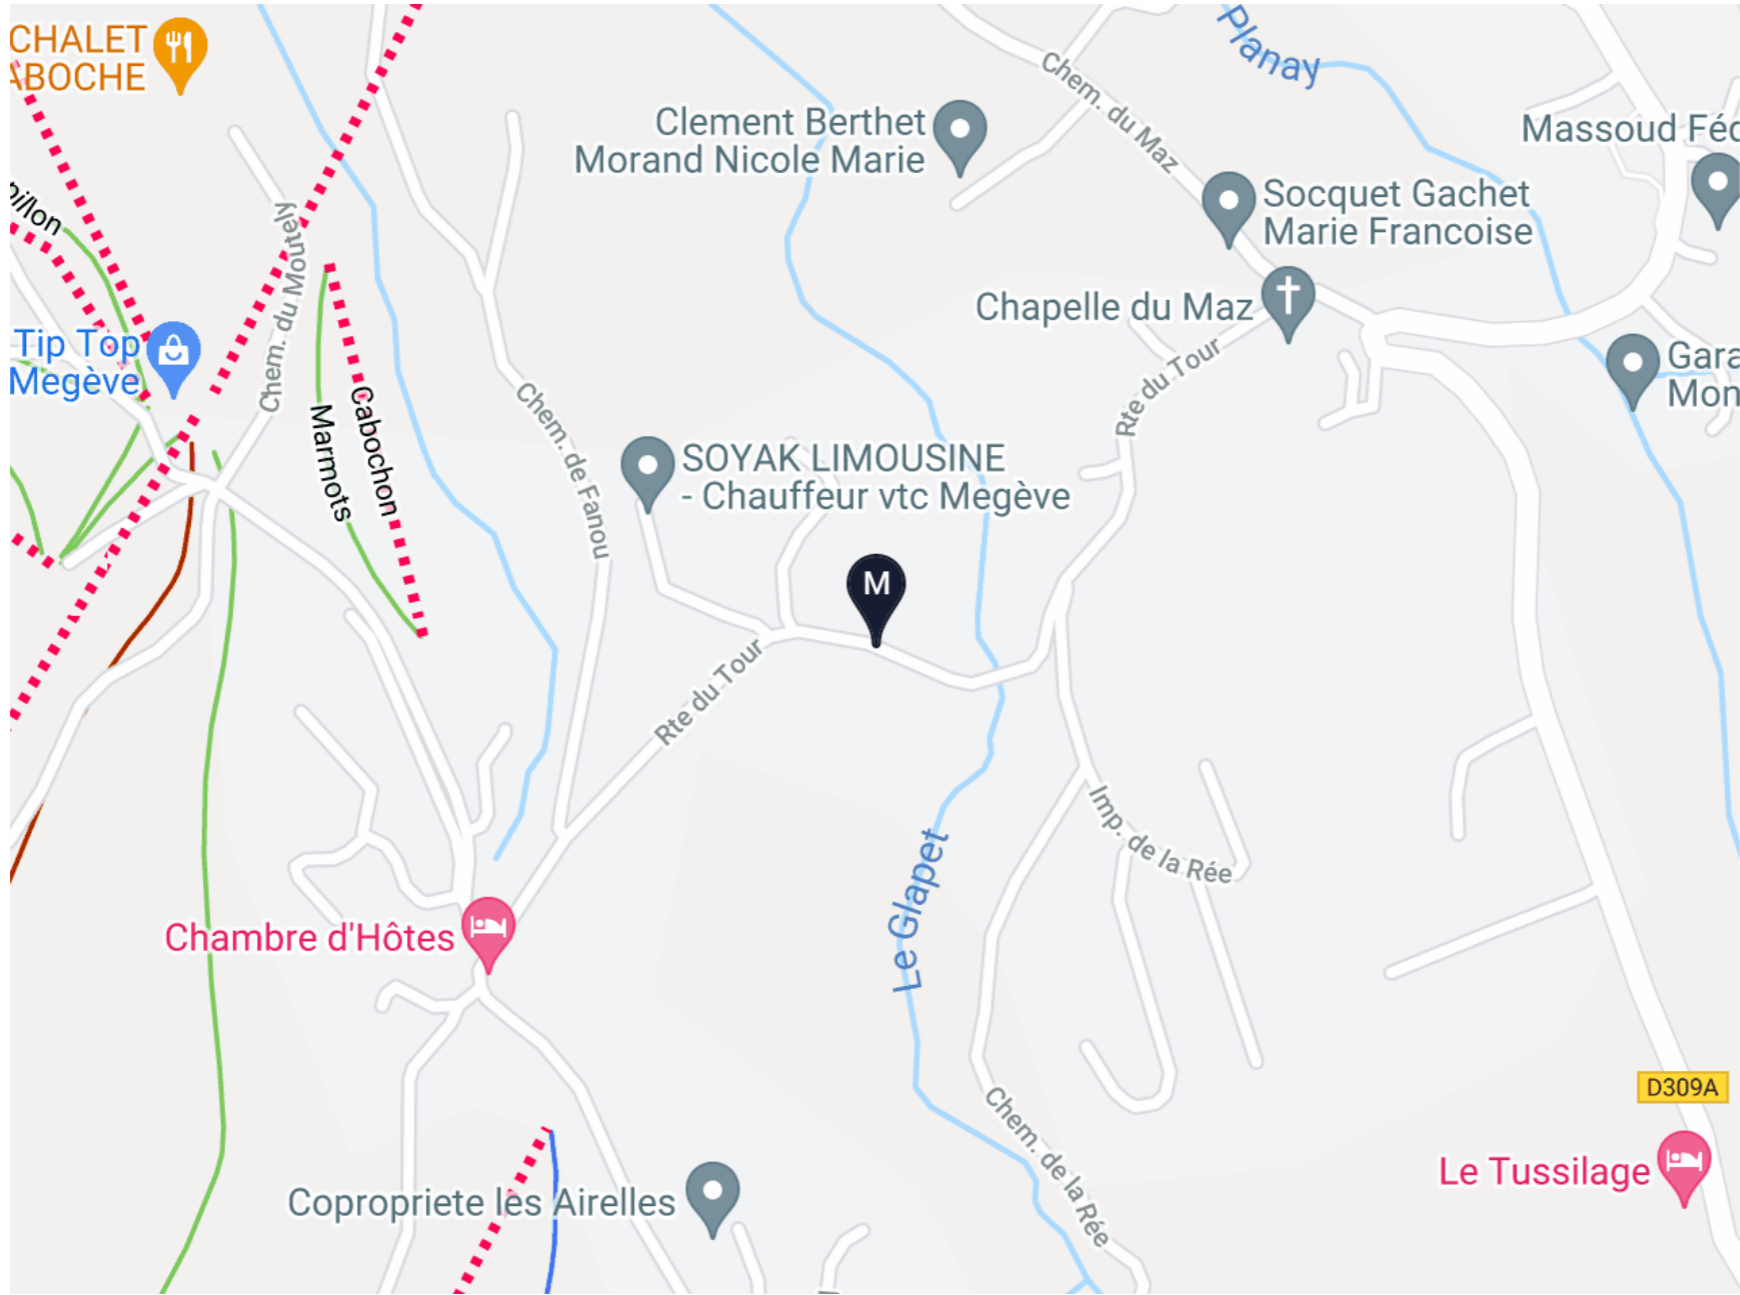 CHALET
ABOCHE
Planay
Chem. du Maz
Clement Berthet
Morand Nicole Marie
Massoud Féd
Socquet Gachet
Marie Francoise
pillon
Chem. du Moutely
Chapelle du Maz
Tip Top
Megève
Rte du Tour
Gara
Mon
Chem. de Fanou
Cabochon
Marmots
SOYAK LIMOUSINE
- Chauffeur vtc Megève
M
Rte du Tour
Imp. de la Rée
Le Glapet
Chambre d'Hôtes
D309A
Chem. de la Rée
Le Tussilage
Copropriete les Airelles